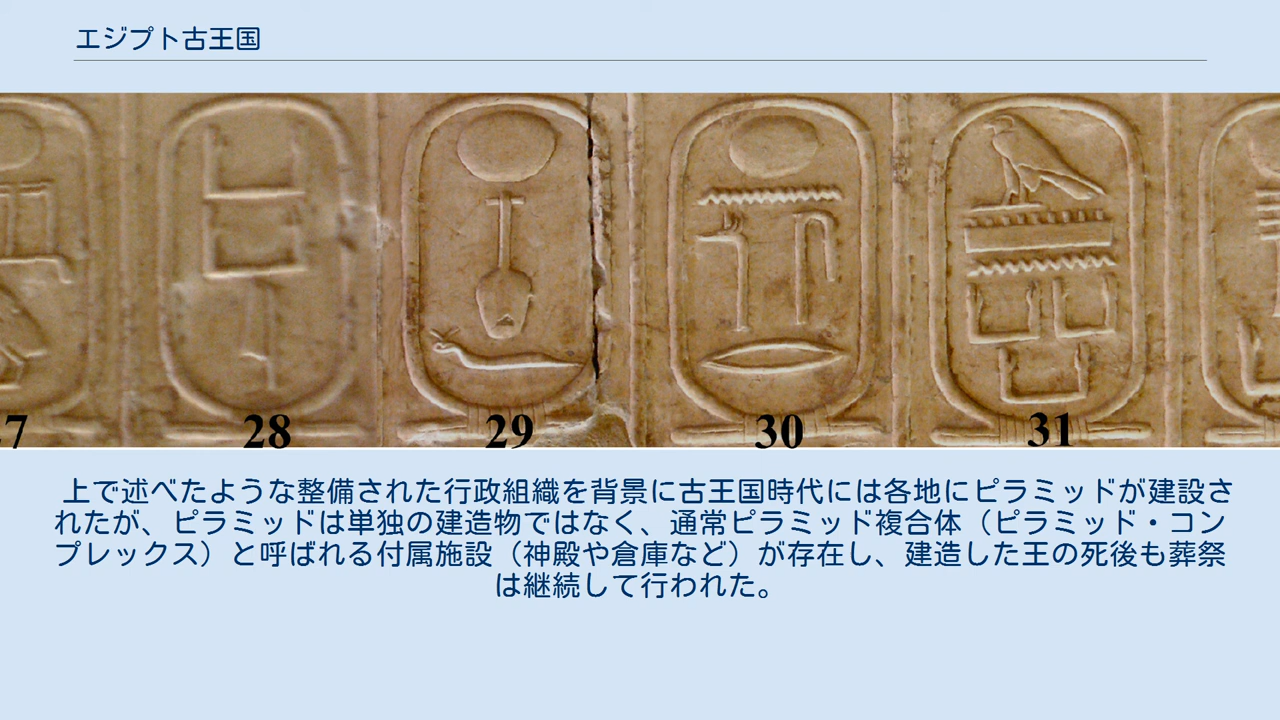 エジプト古王国
28
29
30
31
上で述べたような整備された行政組織を背景に古王国時代には各地にピラミッドが建設さ
れたが、ピラミッドは単独の建造物ではなく、通常ピラミッド複合体（ピラミッド・コン
プレックス）と呼ばれる付属施設（神殿や倉庫など）が存在し、建造した王の死後も葬祭
は継続して行われた。